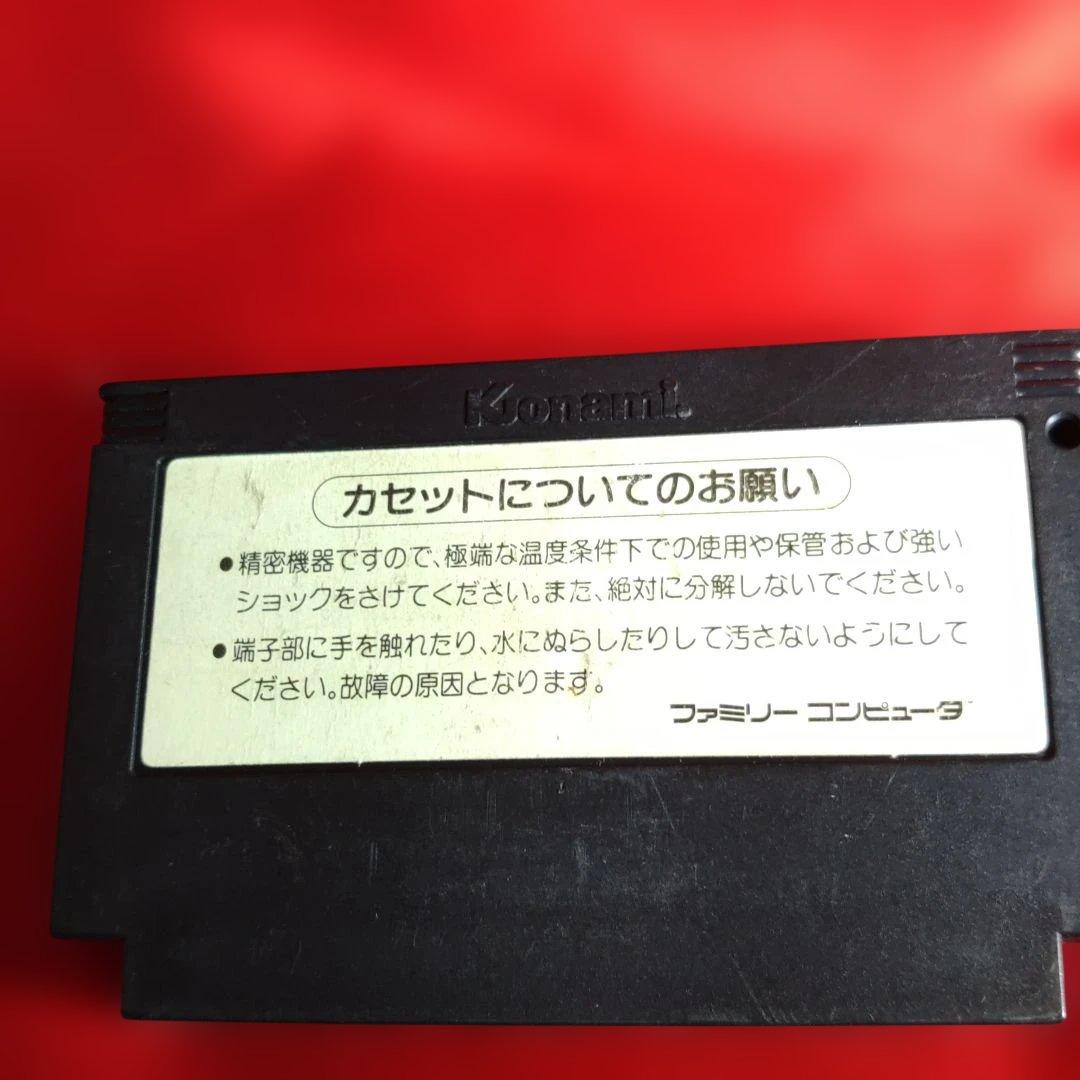 Konami.
カセットについてのお願い
●精密機器ですので、極端な温度条件下での使用や保管および強い
ショックをさけてください。また、絶対に分解しないでください。
●端子部に手を触れたり、水にぬらしたりして汚さないようにして
ください。故障の原因となります。
ファミリー コンピュータ™